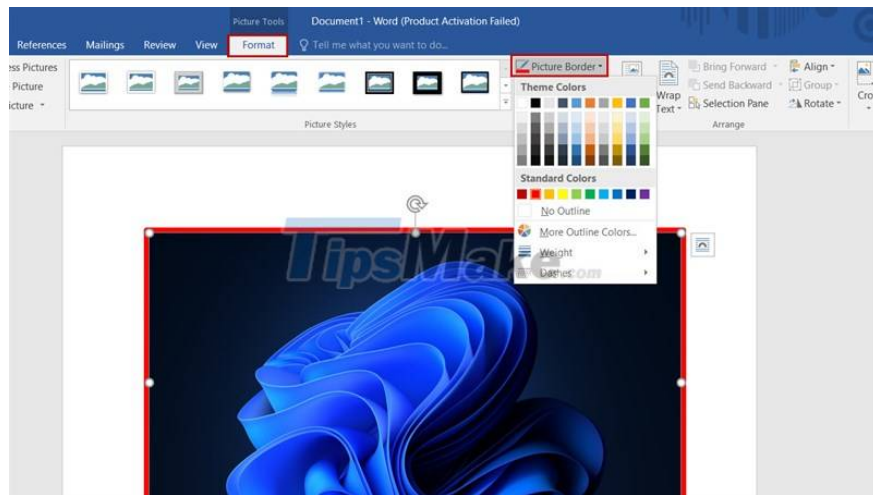 Picture Tools
Document1 - Word (Product Activation Failed)
References Mailings Review View Format Tell me what you want to do...
ess Pictures
Picture
icture
Picture Styles
Picture Border
Theme Colors
Standard Colors
No Outline
More Outline Colors...
Weight
Dashes
Wrap
Text
Bring Forward
Send Backward
Selection Pane
Align
Group
Rotate
Arrange
Cro
TipsMake.com